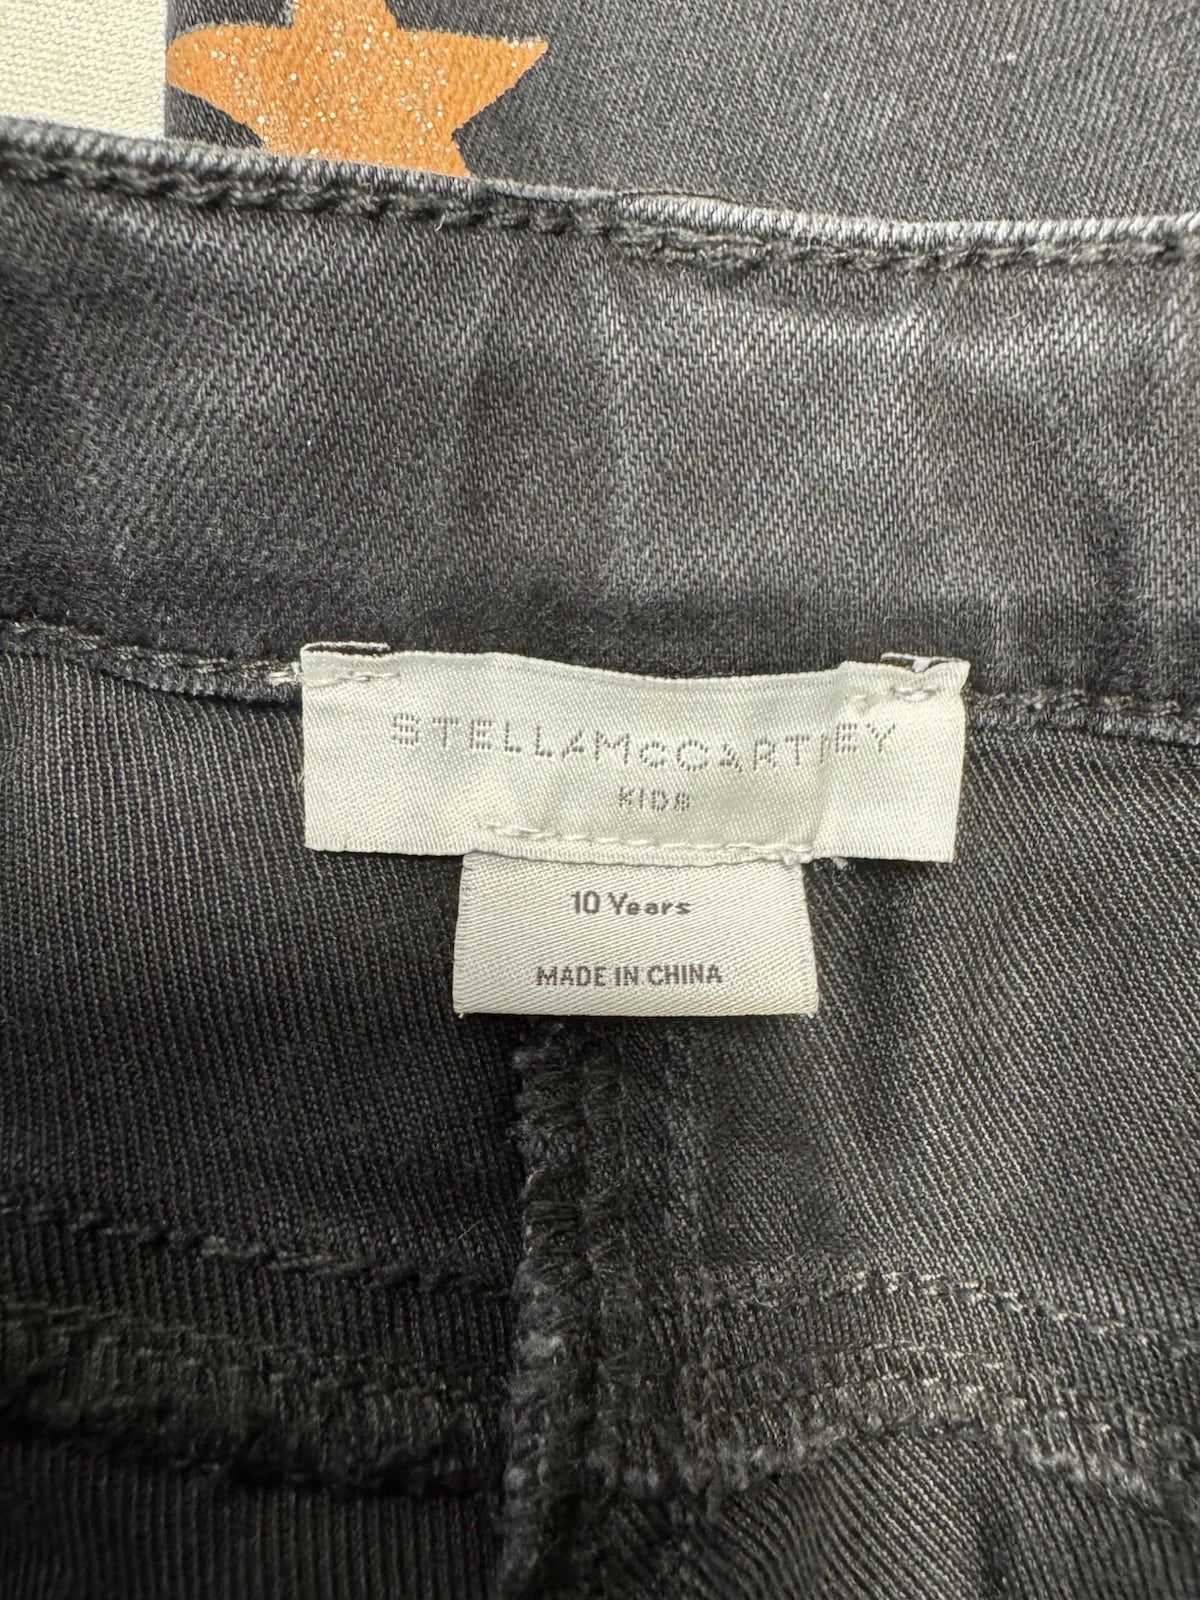 STELLAMcCARTNEY
KIDS
10 Years
MADE IN CHINA